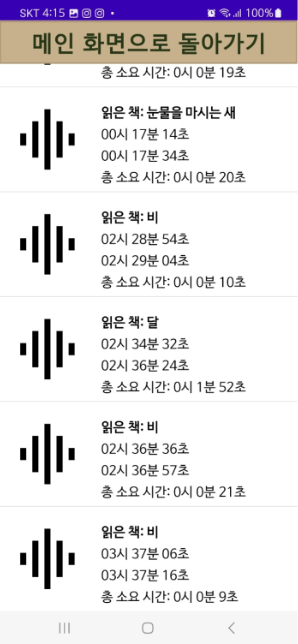 SKT 4:15
100%
메인 화면으로 돌아가기
총 소요 시간: 0시 0분 19초
읽은 책: 눈물을 마시는 새
00시 17분 14초
00시 17분 34초
총 소요 시간: 0시 0분 20초
읽은 책: 비
02시 28분 54초
02시 29분 04초
총 소요 시간: 0시 0분 10초
읽은 책: 달
02시 34분 32초
02시 36분 24초
총 소요 시간: 0시 1분 52초
읽은 책: 비
02시 36분 36초
02시 36분 57초
총 소요 시간: 0시 0분 21초
읽은 책: 비
03시 37분 06초
03시 37분 16초
총 소요 시간: 0시 0분 9초